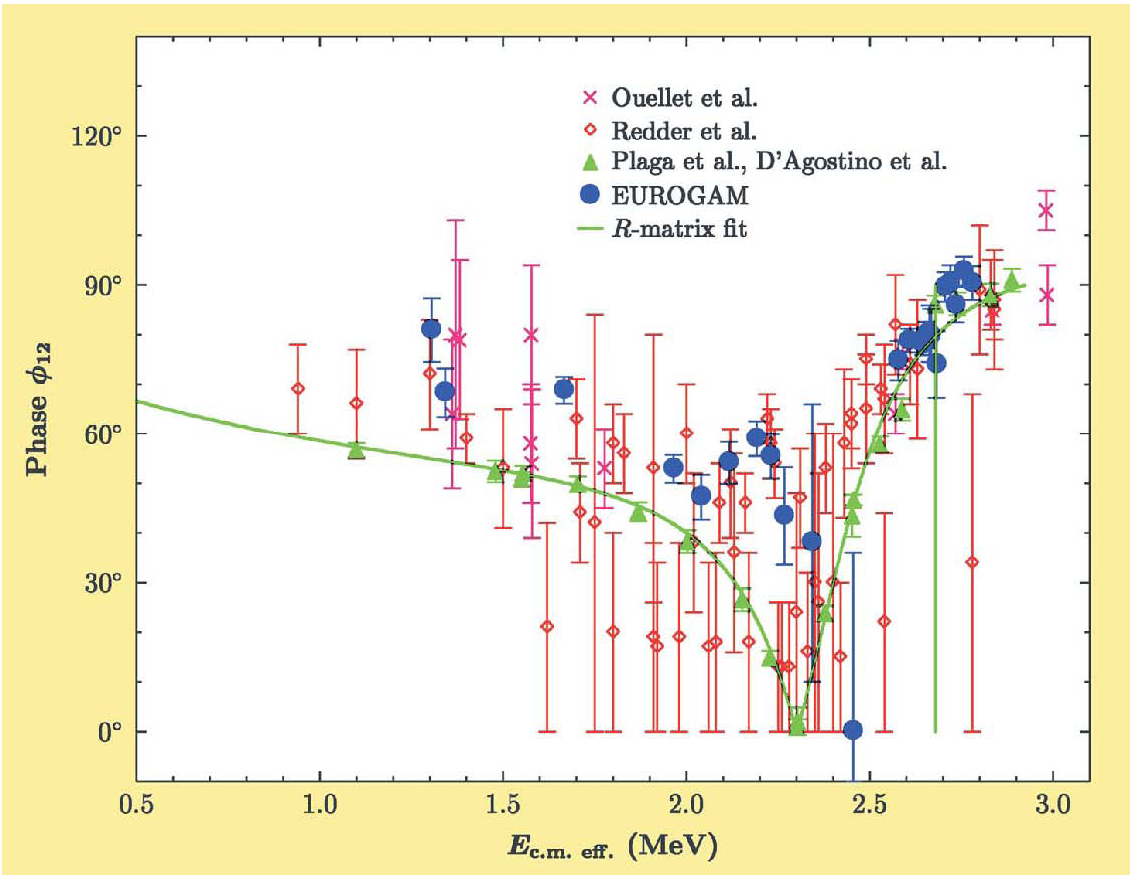 Ouellet et al.
Redder et al.
Plaga et al., D'Agostino et al.
EUROGAM
R-matrix fit
120°
90°
60°
30°
0°
Phase ϕ12
0.5 1.0 1.5 2.0 2.5 3.0
Ec.m. eff. (MeV)